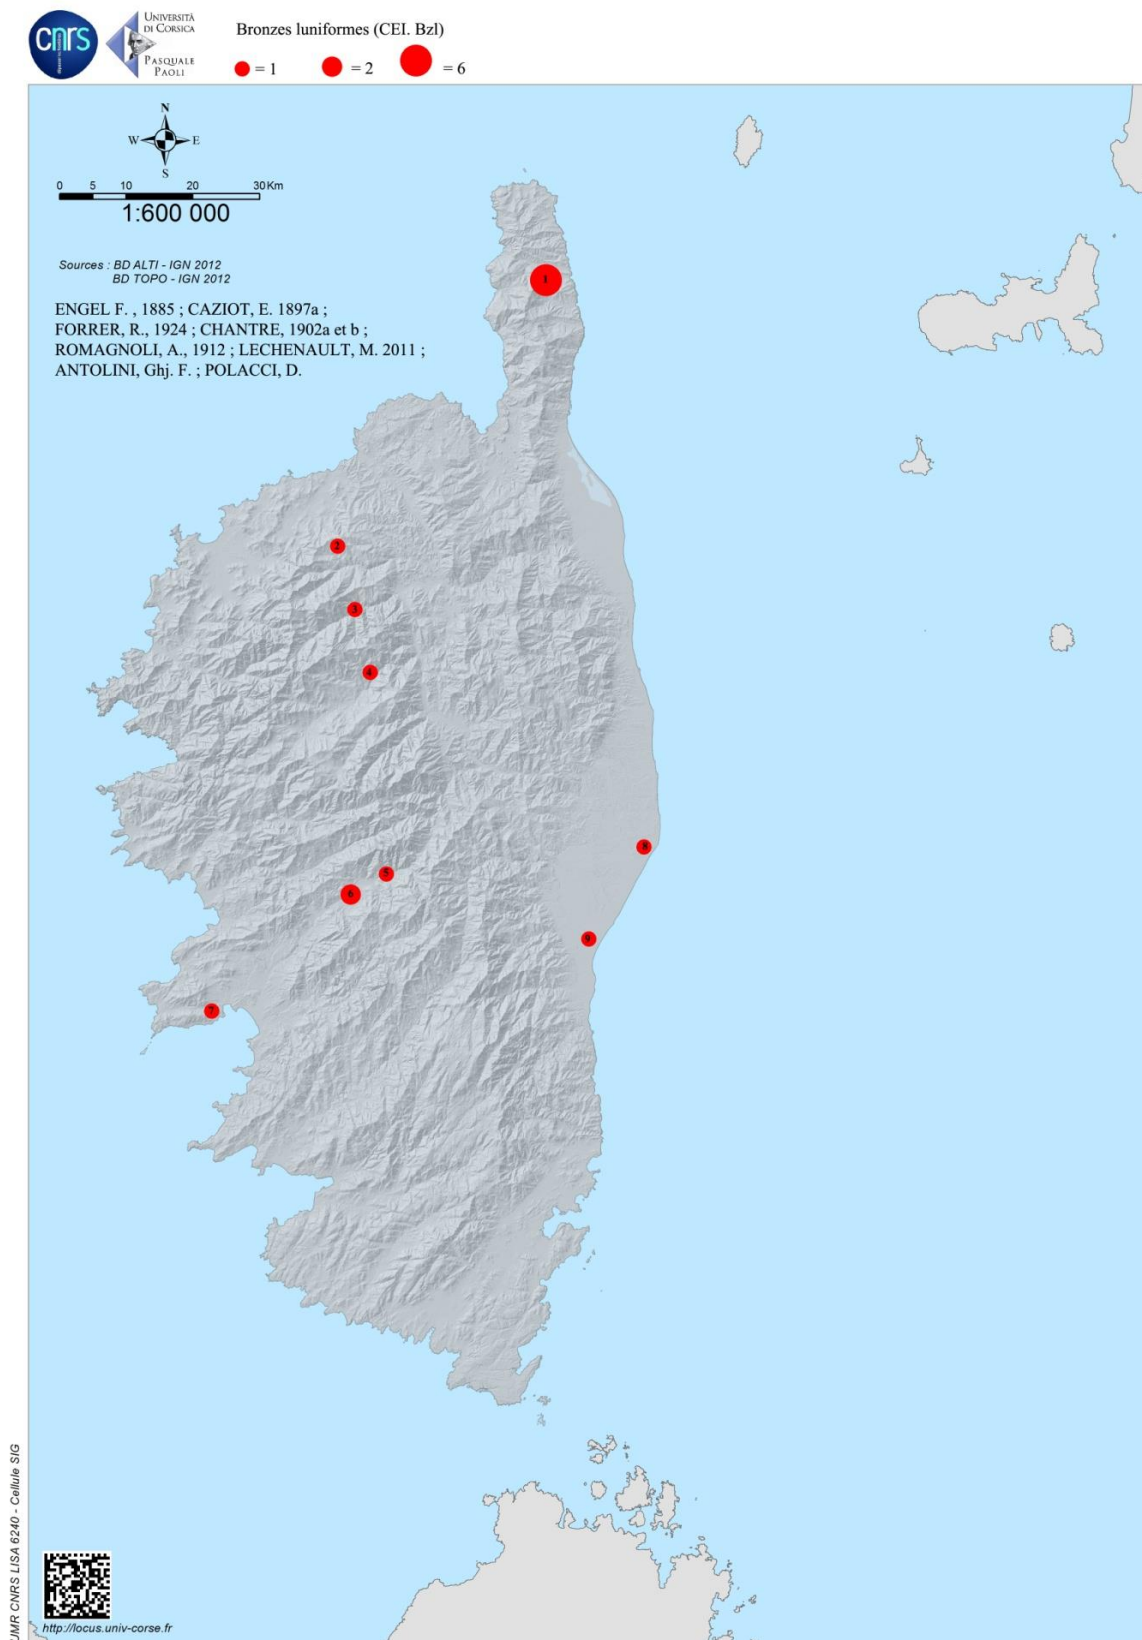 cnrs
UNIVERSITÀ
DI CORSICA
PASQUALE
PAOLI
Bronzes luniformes (CEI. Bzl)
= 1
= 2
= 6
N
W E
S
0 5 10 20 30 Km
1:600 000
Sources : BD ALTI - IGN 2012
BD TOPO - IGN 2012
ENGEL F. , 1885 ; CAZIOT, E. 1897a ;
FORRER, R., 1924 ; CHANTRE, 1902a et b ;
ROMAGNOLI, A., 1912 ; LECHENAULT, M. 2011 ;
ANTOLINI, Ghj. F. ; POLACCI, D.
1
2
3
4
5
6
7
8
9
UMR CNRS LISA 6240 - Cellule SIG
http://locus.univ-corse.fr